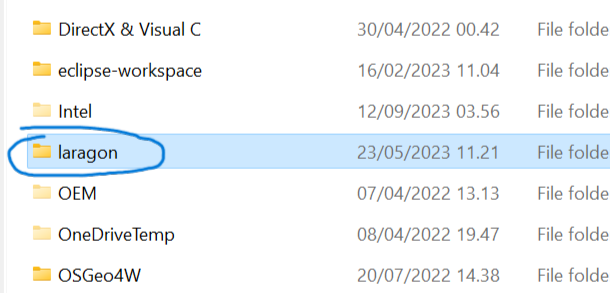 DirectX & Visual C 30/04/2022 00.42 File folde
eclipse-workspace 16/02/2023 11.04 File folde
Intel 12/09/2023 03.56 File folde
laragon 23/05/2023 11.21 File folde
OEM 07/04/2022 13.13 File folde
OneDriveTemp 08/04/2022 19.47 File folde
OSGeo4W 20/07/2022 14.38 File folde